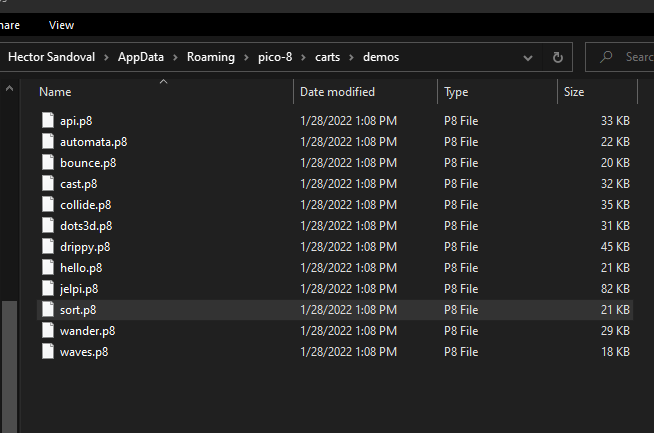 hare View
Hector Sandoval > AppData > Roaming > pico-8 > carts > demos Searc
Name Date modified Type Size
api.p8 1/28/2022 1:08 PM P8 File 33 KB
automata.p8 1/28/2022 1:08 PM P8 File 22 KB
bounce.p8 1/28/2022 1:08 PM P8 File 20 KB
cast.p8 1/28/2022 1:08 PM P8 File 32 KB
collide.p8 1/28/2022 1:08 PM P8 File 35 KB
dots3d.p8 1/28/2022 1:08 PM P8 File 31 KB
drippy.p8 1/28/2022 1:08 PM P8 File 45 KB
hello.p8 1/28/2022 1:08 PM P8 File 21 KB
jelpi.p8 1/28/2022 1:08 PM P8 File 82 KB
sort.p8 1/28/2022 1:08 PM P8 File 21 KB
wander.p8 1/28/2022 1:08 PM P8 File 29 KB
waves.p8 1/28/2022 1:08 PM P8 File 18 KB